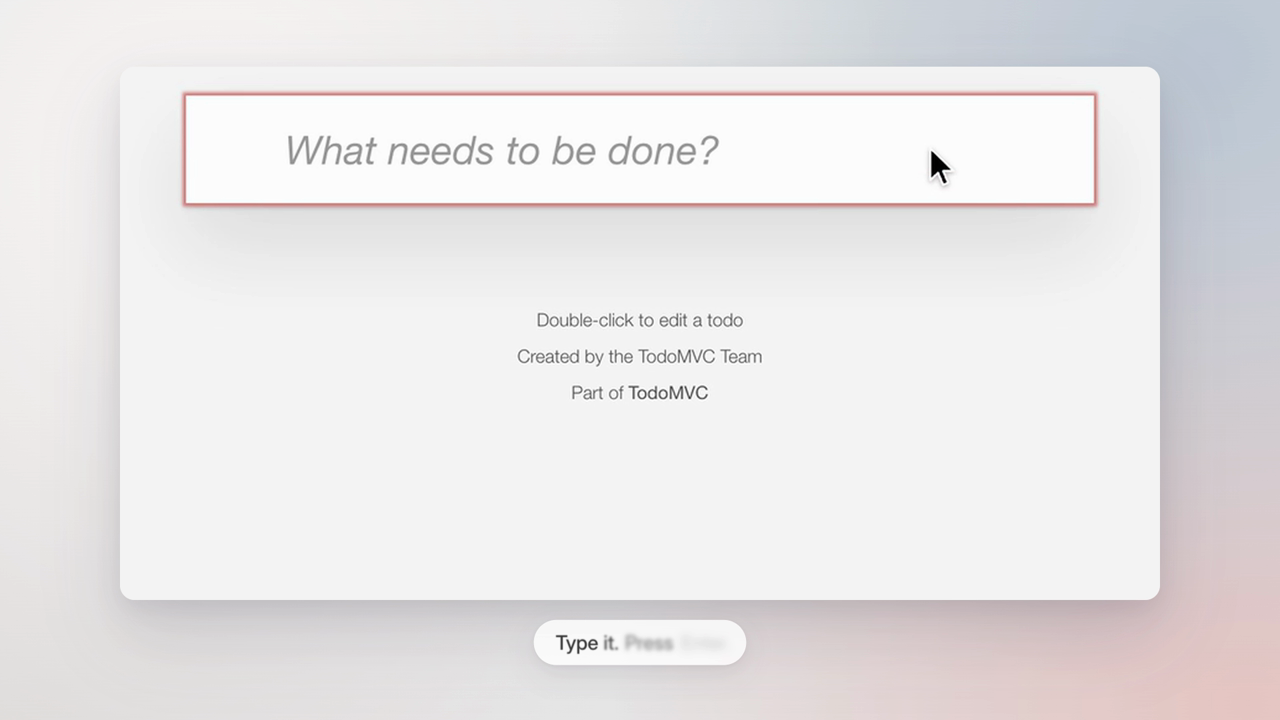 What needs to be done?
Double-click to edit a todo
Created by the TodoMVC Team
Part of TodoMVC
Type it. Press